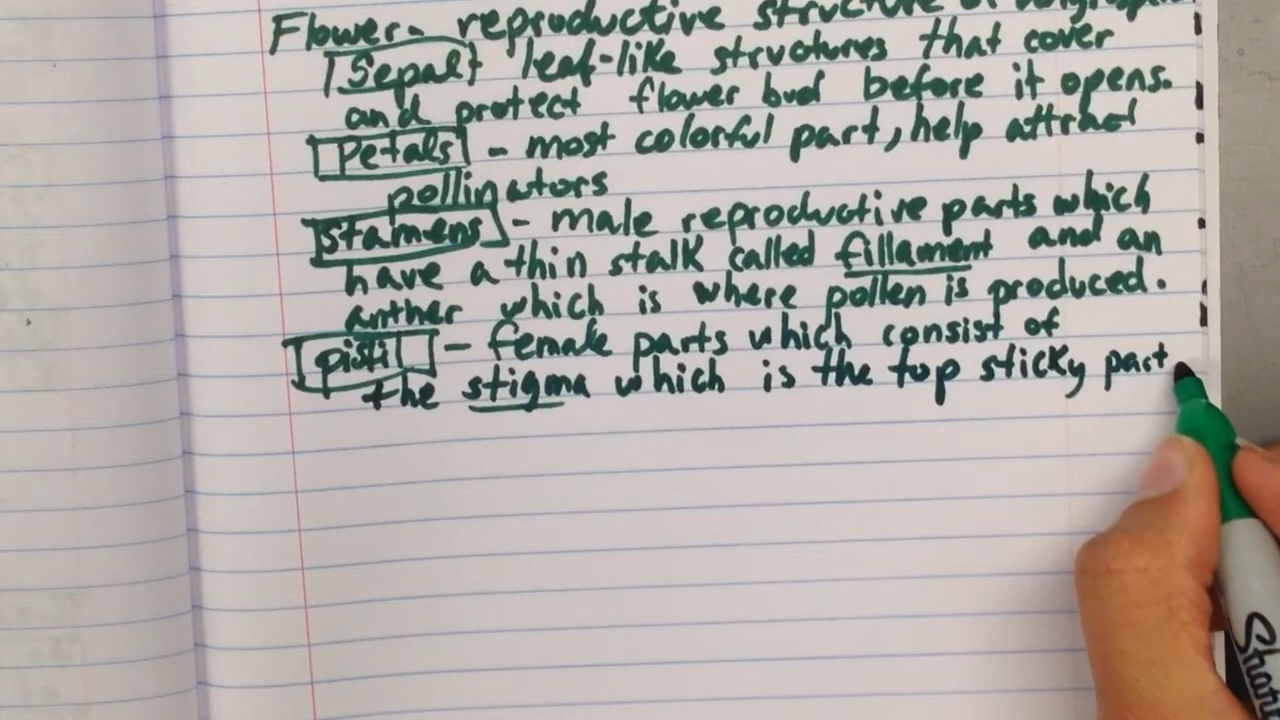 Flower- reproductive structure
Sepal leaf-like structures that cover
and protect flower bud before it opens.
Petals - most colorful part, help attract
pollinators
Stamens - male reproductive parts which
have a thin stalk called fillament and an
anther which is where pollen is produced.
pistil - female parts which consist of
the stigma which is the top sticky part
Shar